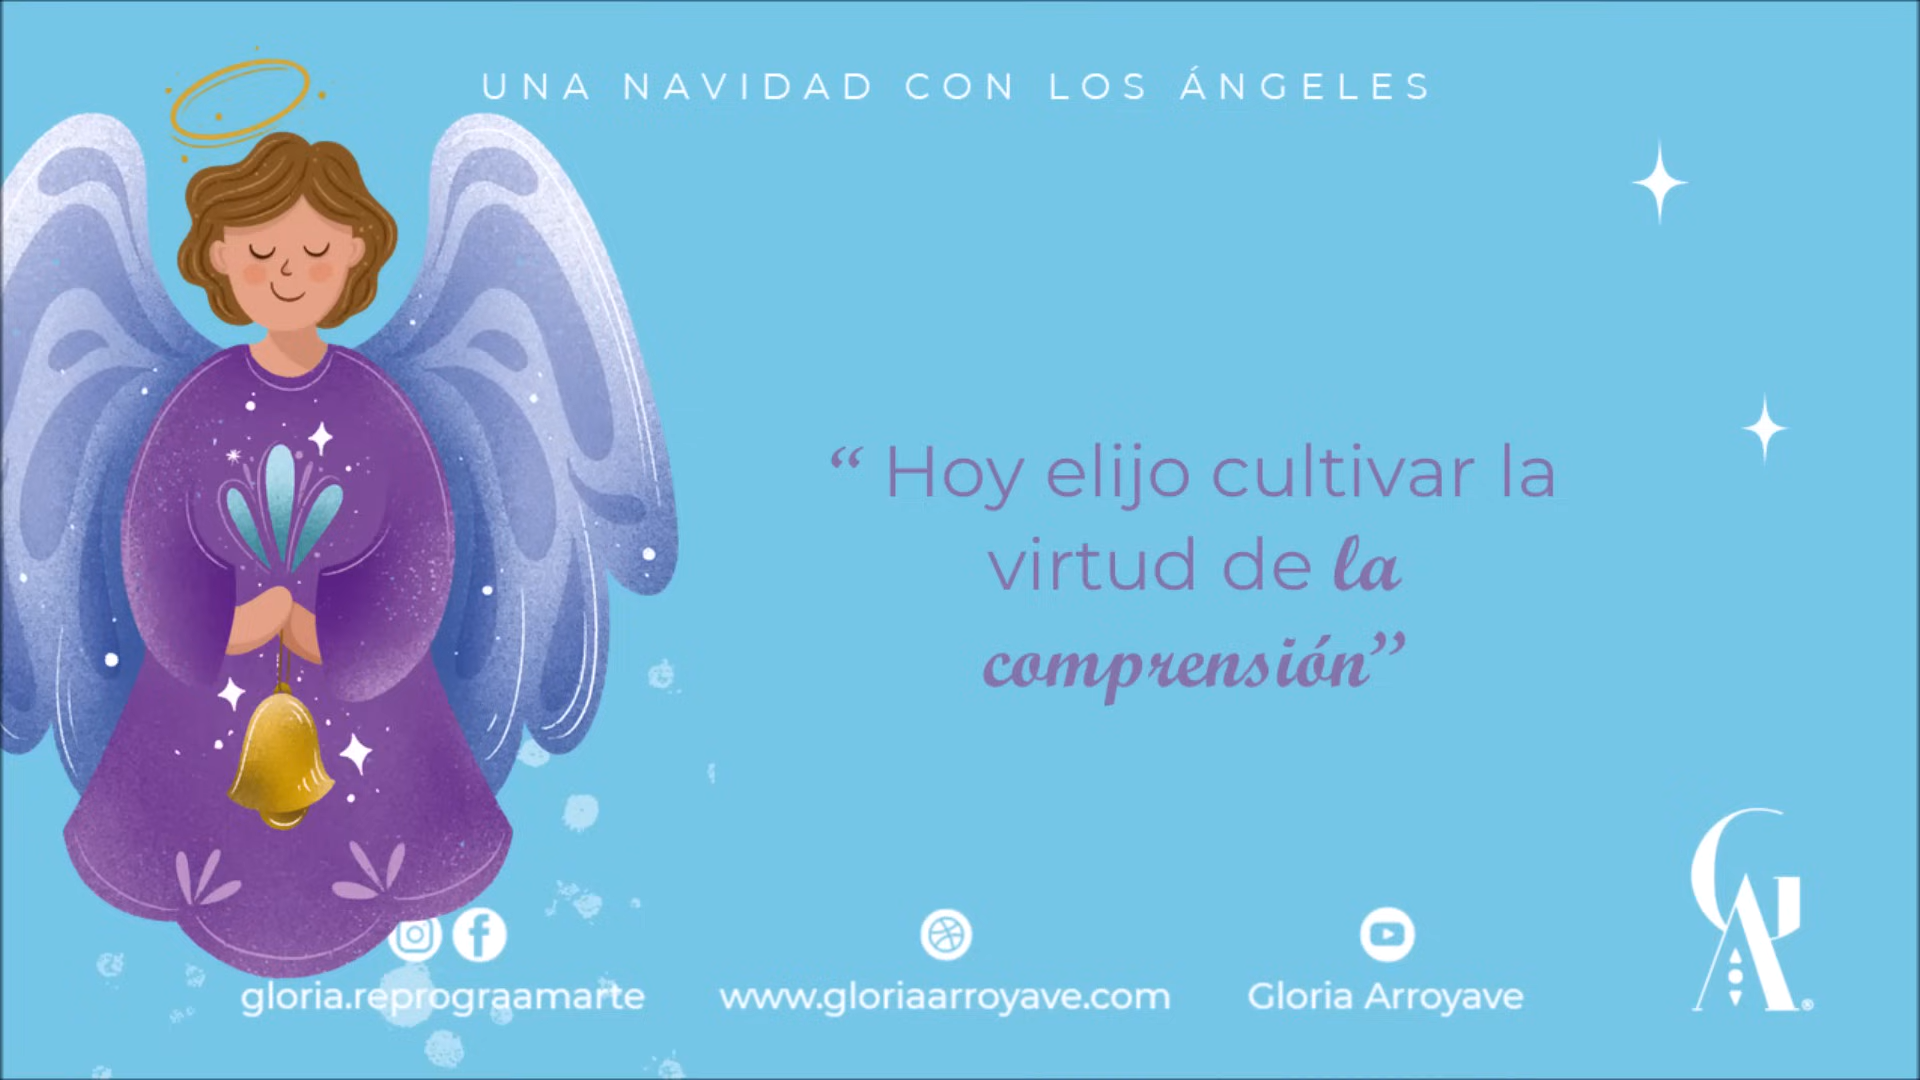 UNA NAVIDAD CON LOS ÁNGELES
“ Hoy elijo cultivar la
virtud de la
comprensión”
gloria.reprograamarte
www.gloriaarroyave.com
Gloria Arroyave
GA®